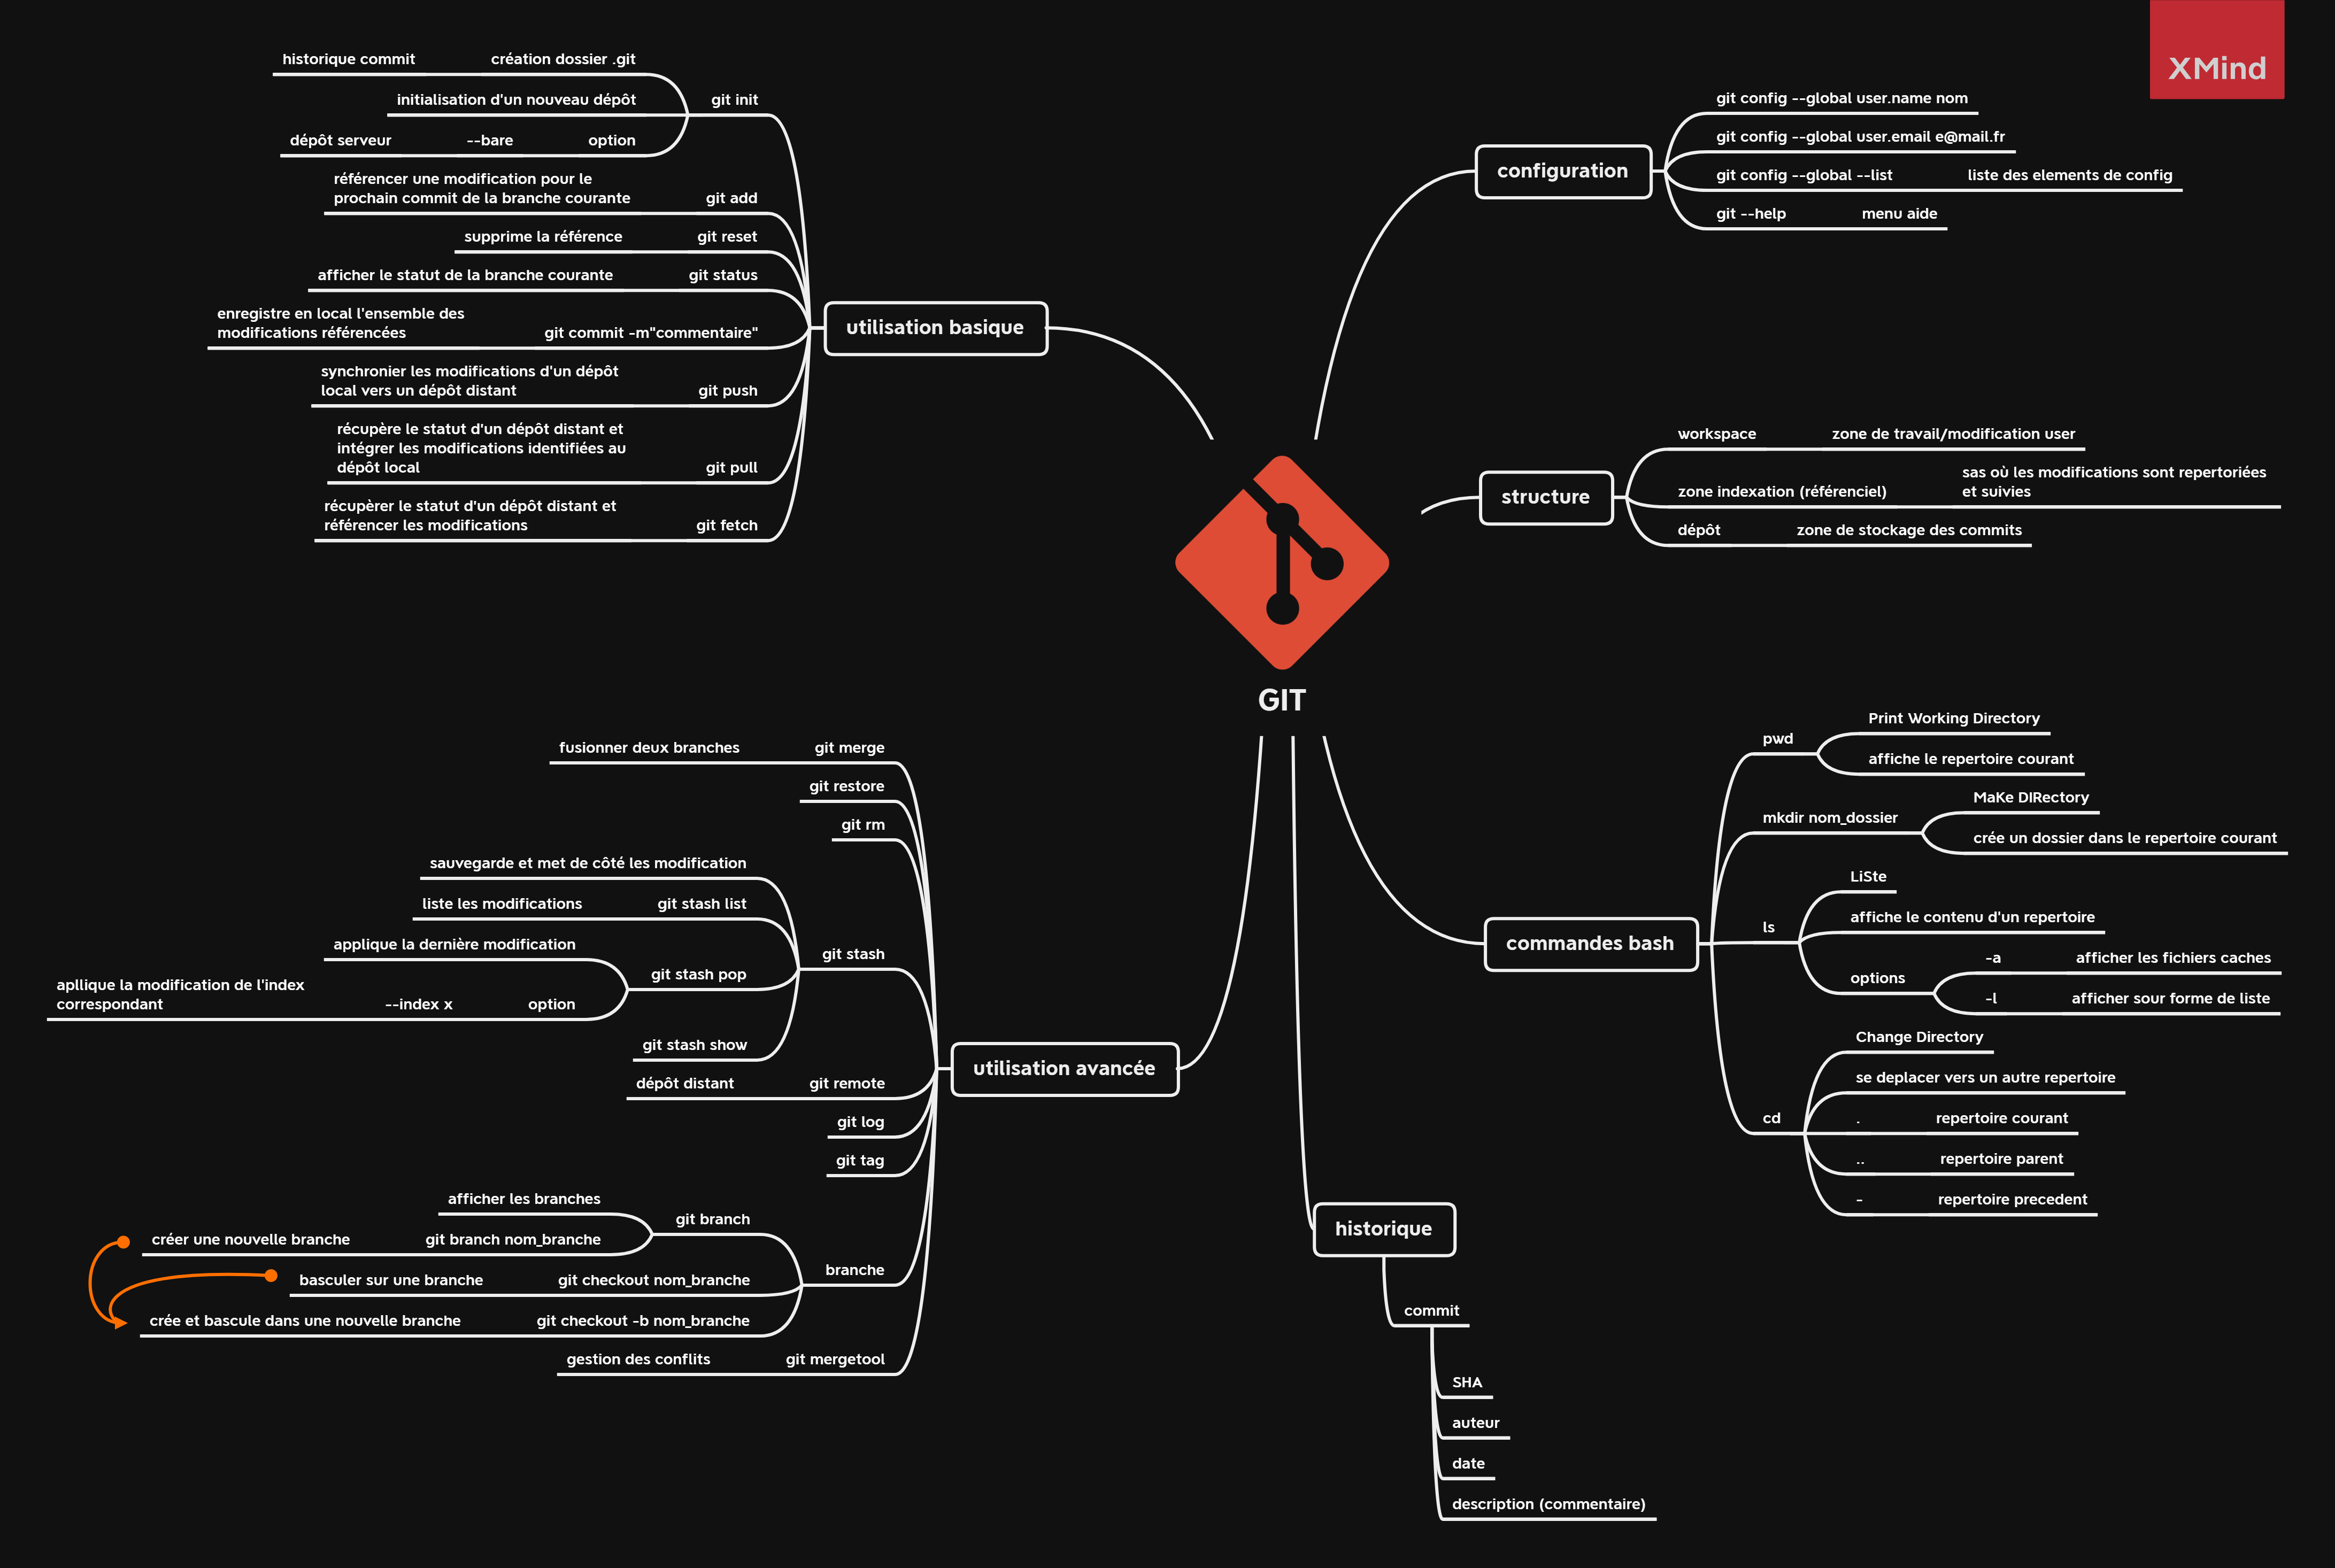 XMind
GIT
configuration
git config --global user.name nom
git config --global user.email e@mail.fr
git config --global --list
liste des elements de config
git --help
menu aide
structure
workspace
zone de travail/modification user
zone indexation (référenciel)
sas où les modifications sont repertoriées
et suivies
dépôt
zone de stockage des commits
commandes bash
pwd
Print Working Directory
affiche le repertoire courant
mkdir nom_dossier
MaKe DIRectory
crée un dossier dans le repertoire courant
ls
LiSte
affiche le contenu d'un repertoire
options
-a
afficher les fichiers caches
-l
afficher sour forme de liste
cd
Change Directory
se deplacer vers un autre repertoire
.
repertoire courant
..
repertoire parent
-
repertoire precedent
historique
commit
SHA
auteur
date
description (commentaire)
utilisation avancée
git merge
fusionner deux branches
git restore
git rm
git stash
sauvegarde et met de côté les modification
git stash list
liste les modifications
git stash pop
applique la dernière modification
option
--index x
apllique la modification de l'index
correspondant
git stash show
git remote
dépôt distant
git log
git tag
branche
git branch
afficher les branches
git branch nom_branche
créer une nouvelle branche
git checkout nom_branche
basculer sur une branche
git checkout -b nom_branche
crée et bascule dans une nouvelle branche
git mergetool
gestion des conflits
utilisation basique
git init
création dossier .git
historique commit
initialisation d'un nouveau dépôt
option
--bare
dépôt serveur
git add
référencer une modification pour le
prochain commit de la branche courante
git reset
supprime la référence
git status
afficher le statut de la branche courante
git commit -m"commentaire"
enregistre en local l'ensemble des
modifications référencées
git push
synchronier les modifications d'un dépôt
local vers un dépôt distant
git pull
récupère le statut d'un dépôt distant et
intégrer les modifications identifiées au
dépôt local
git fetch
récupèrer le statut d'un dépôt distant et
référencer les modifications